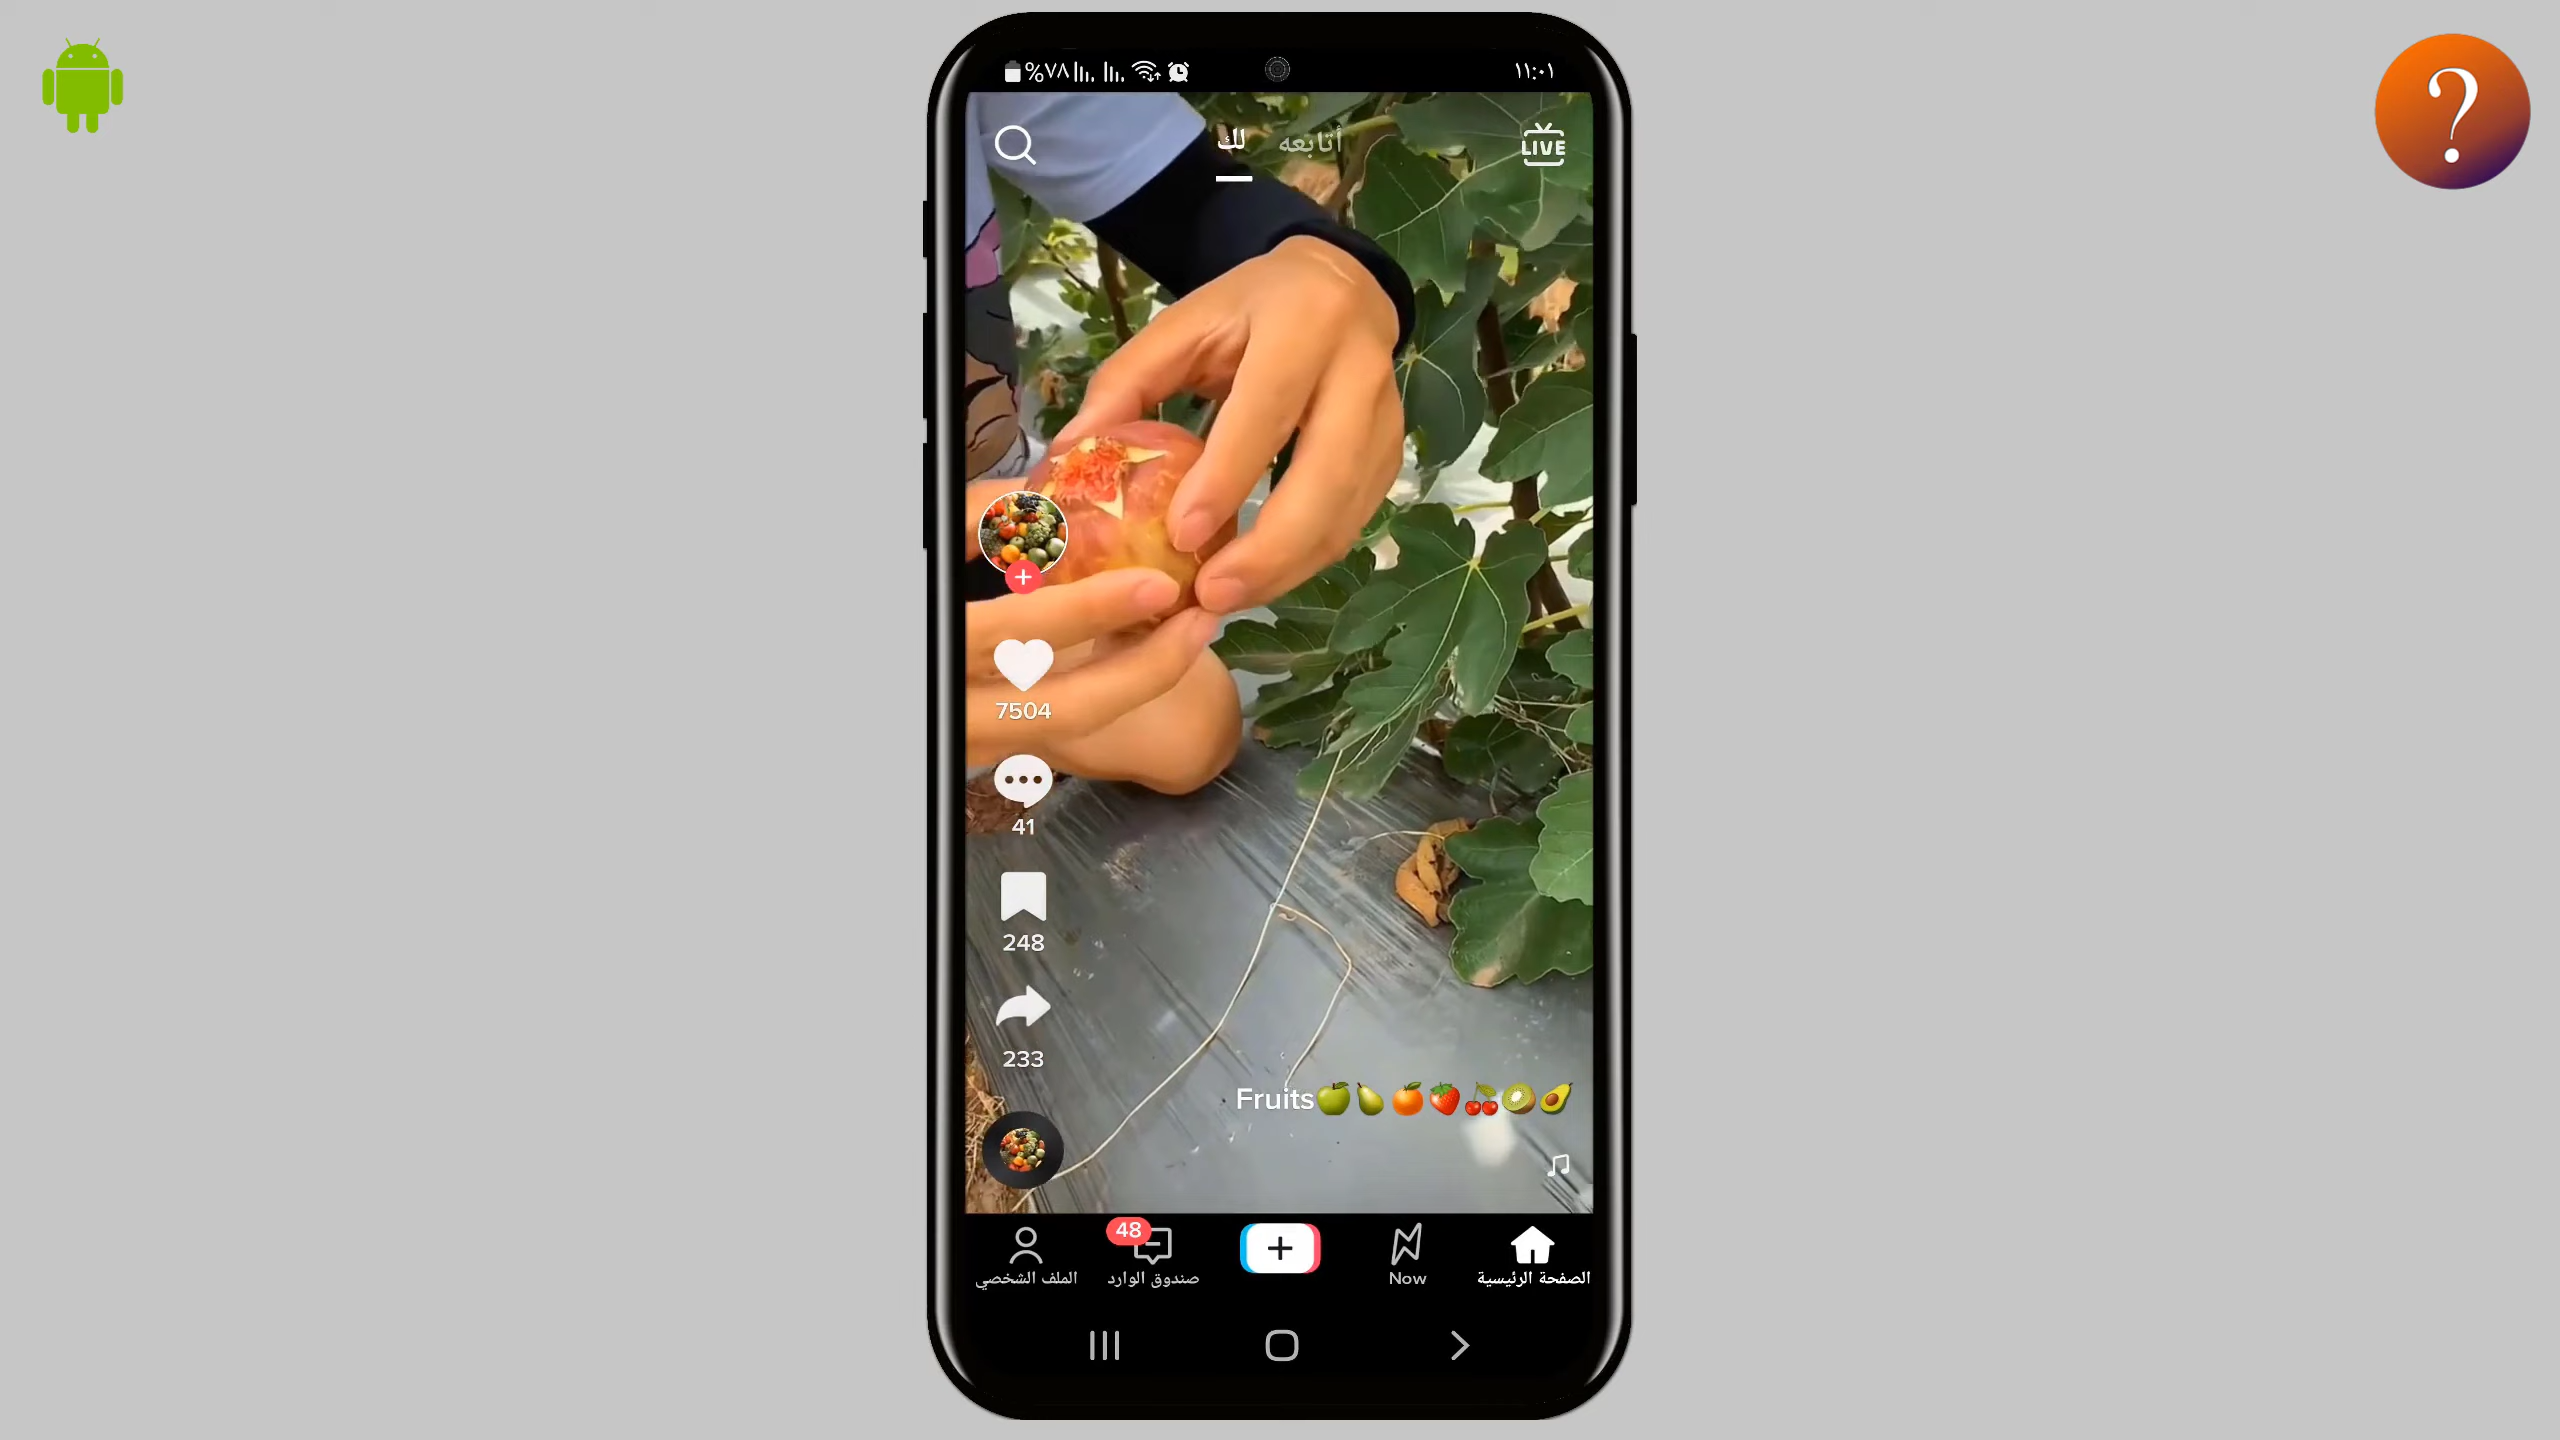 %٧٨ ١١:٠١
LIVE أتابعه لك
7504
41
248
233
Fruits🍏🍐🍊🍓🍒🥝🥑
48
الصفحة الرئيسية Now صندوق الوارد الملف الشخصي
?